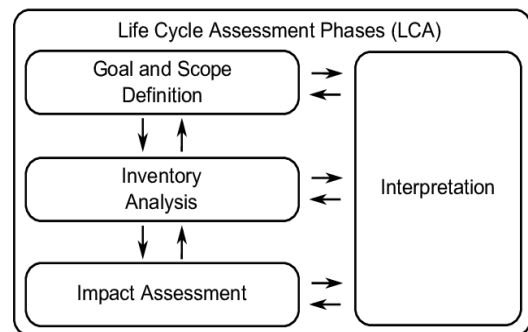 Life Cycle Assessment Phases (LCA)
Goal and Scope
Definition
Inventory
Analysis
Interpretation
Impact Assessment